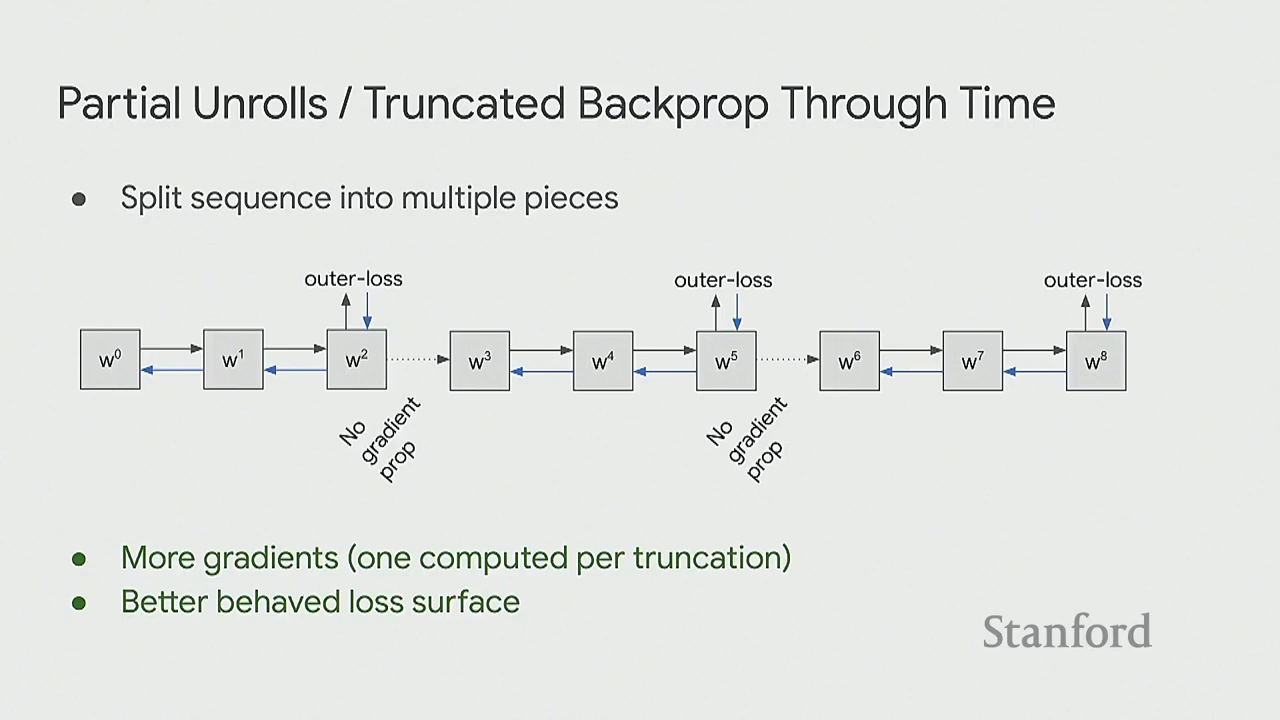 Partial Unrolls / Truncated Backprop Through Time
● Split sequence into multiple pieces
outer-loss outer-loss outer-loss
w⁰ w¹ w² w³ w⁴ w⁵ w⁶ w⁷ w⁸
No
gradient
prop
No
gradient
prop
● More gradients (one computed per truncation)
● Better behaved loss surface
Stanford